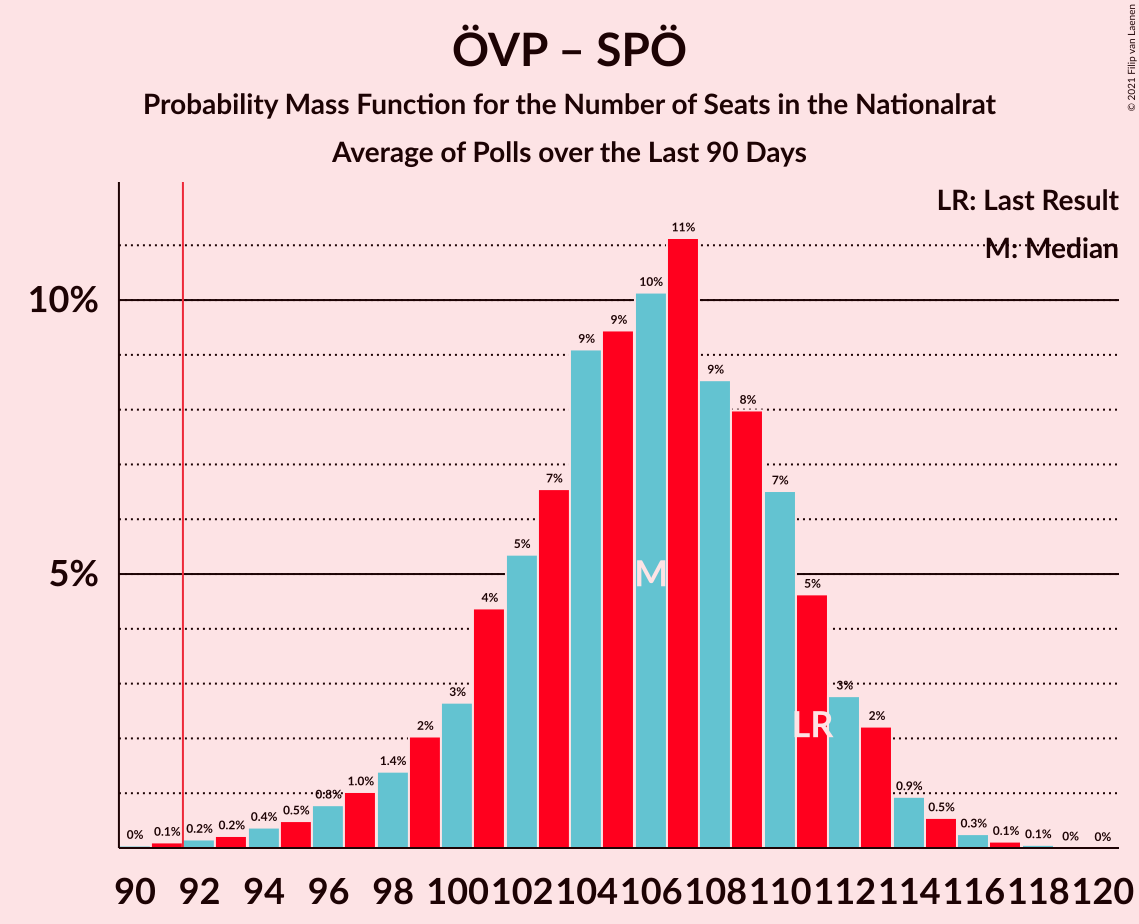 ÖVP – SPÖ
Probability Mass Function for the Number of Seats in the Nationalrat
Average of Polls over the Last 90 Days
© 2021 Filip van Laenen
LR: Last Result
M: Median
10%
5%
0% 0.1% 0.2% 0.2% 0.4% 0.5% 0.8% 1.0% 1.4% 2% 3% 4% 5% 7% 9% 9% 10% 11% 9% 8% 7% 5% 3% 2% 0.9% 0.5% 0.3% 0.1% 0.1% 0% 0%
M
LR
90 92 94 96 98 100 102 104 106 108 110 112 114 116 118 120